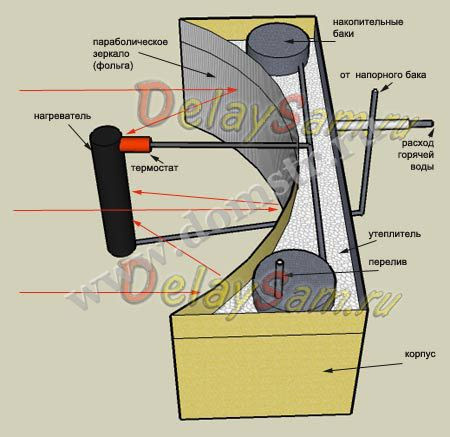 накопительные
баки
параболическое
зеркало
(фольга)
от напорного бака
нагреватель
термостат
расход
горячей
воды
утеплитель
перелив
корпус
DelaySam.ru
www.domstr
DelaySam.ru